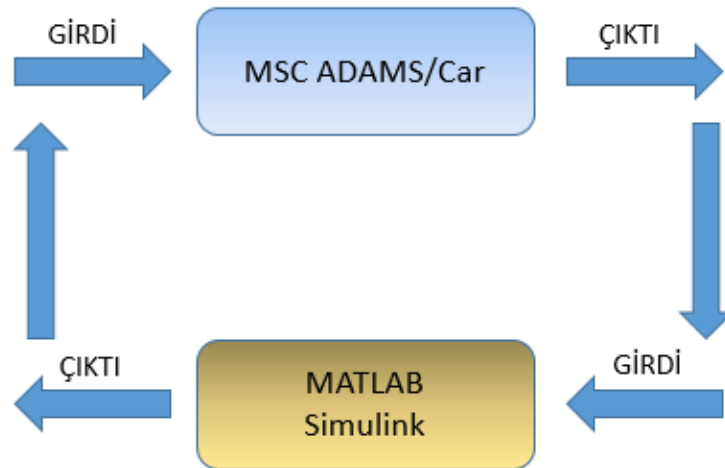 GİRDİ
MSC ADAMS/Car
ÇIKTI
ÇIKTI
MATLAB
Simulink
GİRDİ